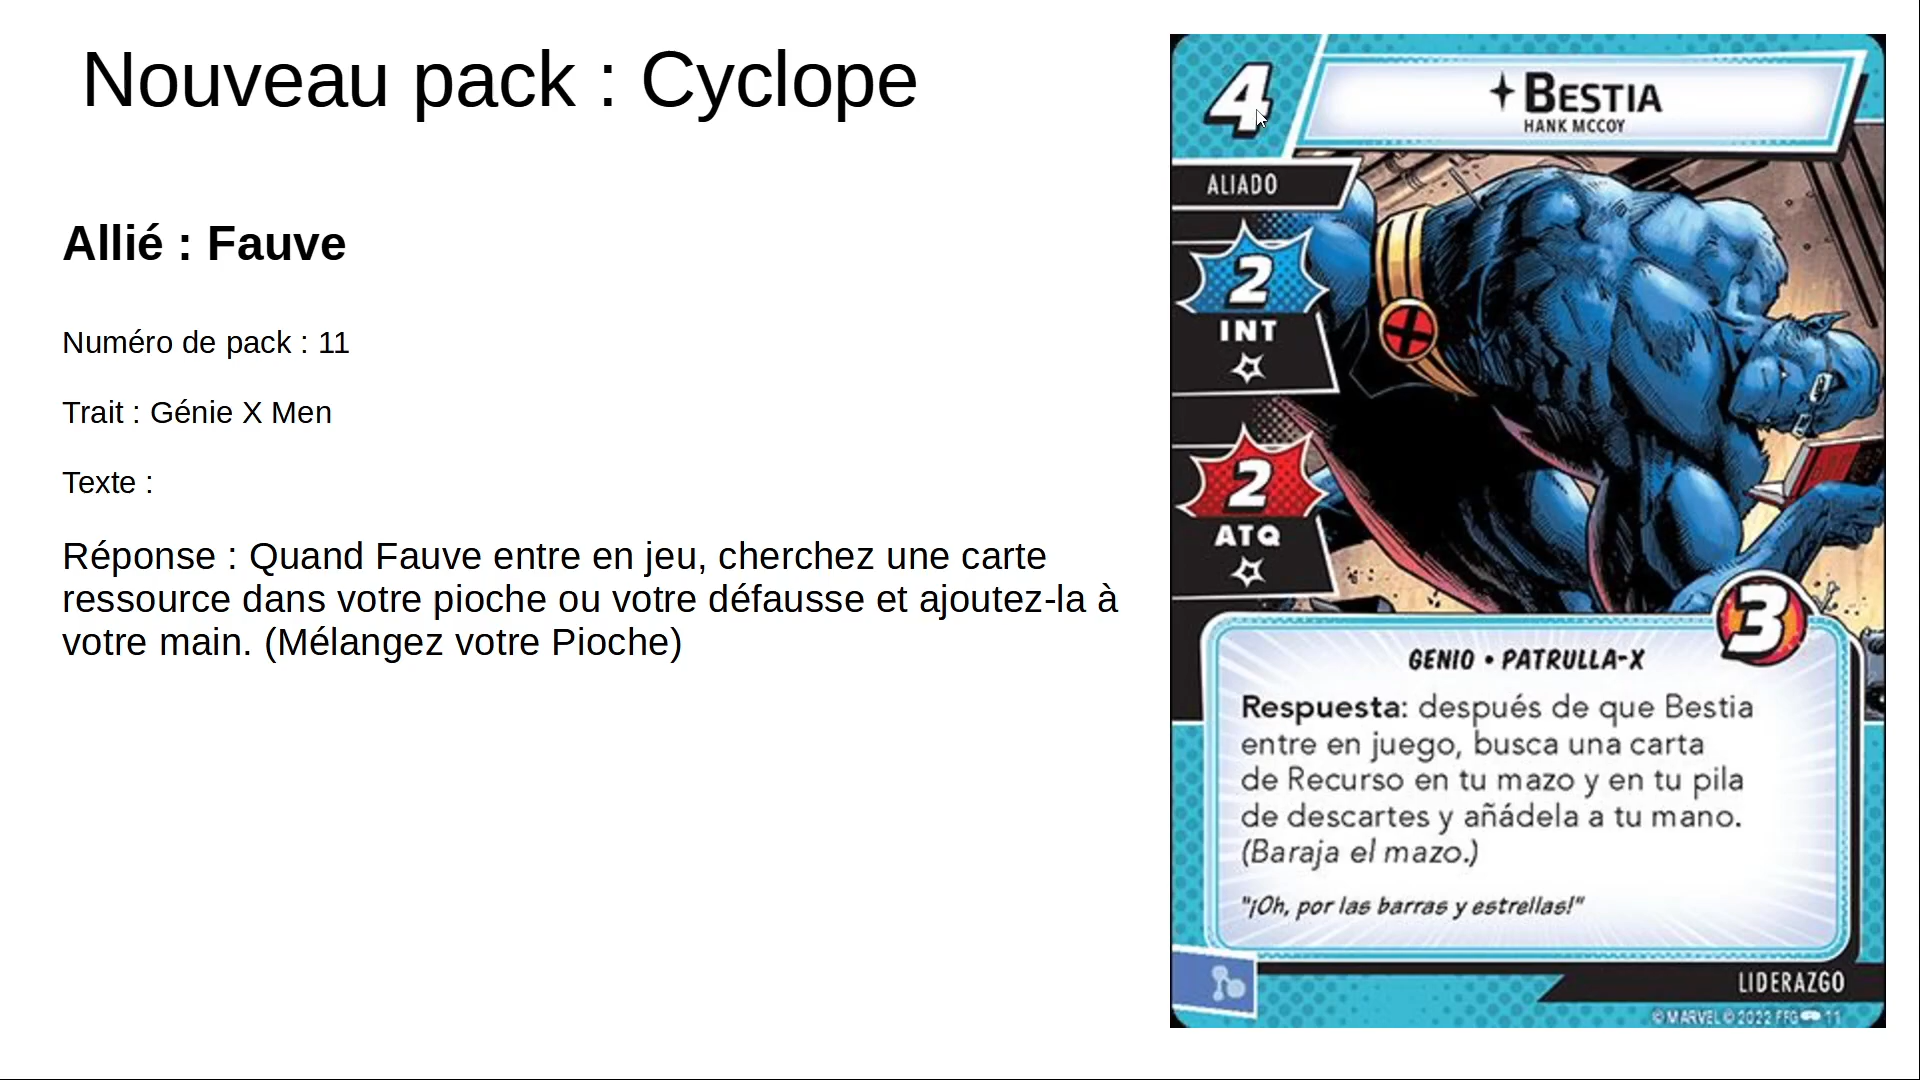 Nouveau pack : Cyclope
Allié : Fauve
Numéro de pack : 11
Trait : Génie X Men
Texte :
Réponse : Quand Fauve entre en jeu, cherchez une carte
ressource dans votre pioche ou votre défausse et ajoutez-la à
votre main. (Mélangez votre Pioche)
4
BESTIA
HANK MCCOY
ALIADO
2
INT
2
ATQ
3
GENIO • PATRULLA-X
Respuesta: después de que Bestia
entre en juego, busca una carta
de Recurso en tu mazo y en tu pila
de descartes y añádela a tu mano.
(Baraja el mazo.)
"¡Oh, por las barras y estrellas!"
LIDERAZGO
© MARVEL © 2022 FFG 11